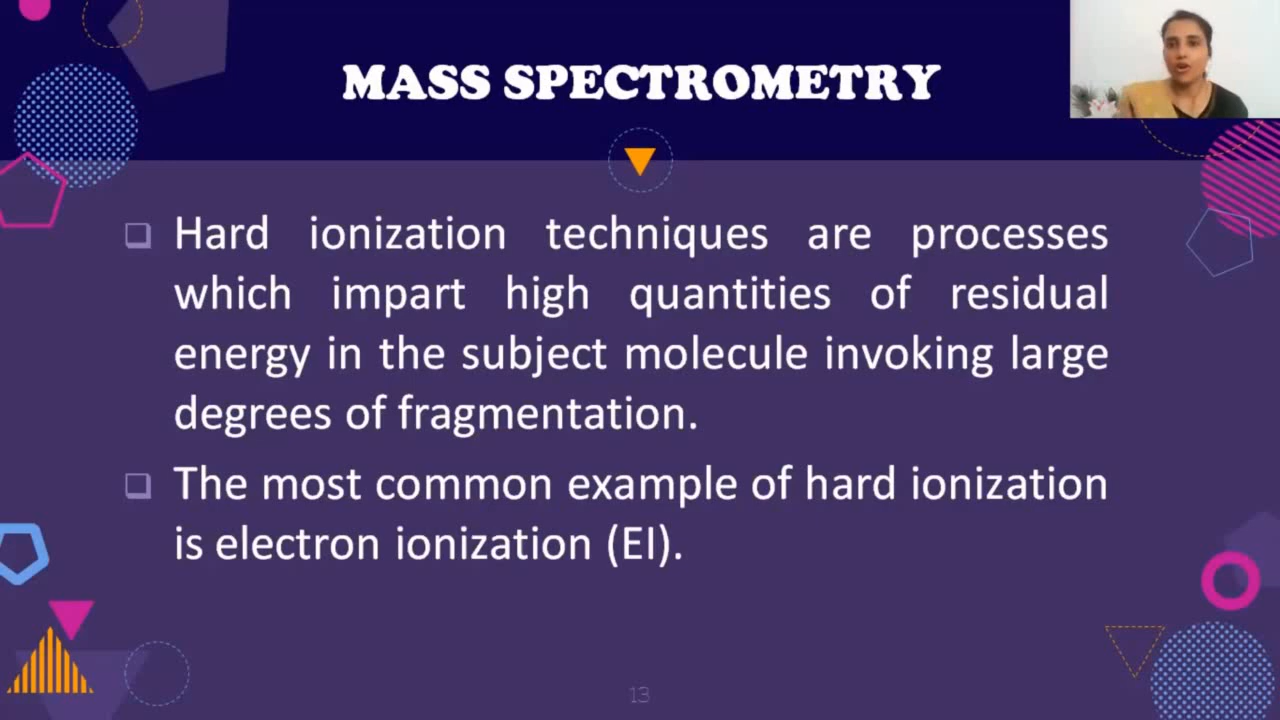 MASS SPECTROMETRY
Hard ionization techniques are processes
which impart high quantities of residual
energy in the subject molecule invoking large
degrees of fragmentation.
The most common example of hard ionization
is electron ionization (EI).
13